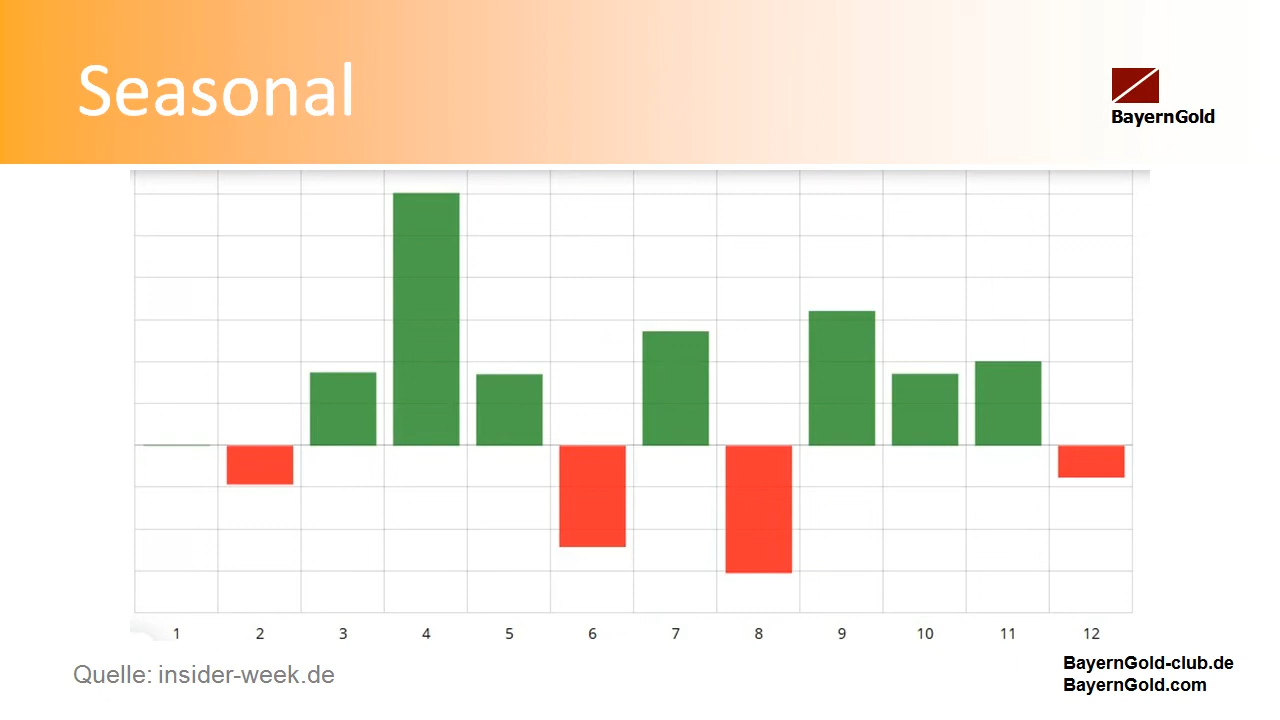 Seasonal
BayernGold
1 2 3 4 5 6 7 8 9 10 11 12
Quelle: insider-week.de
BayernGold-club.de
BayernGold.com